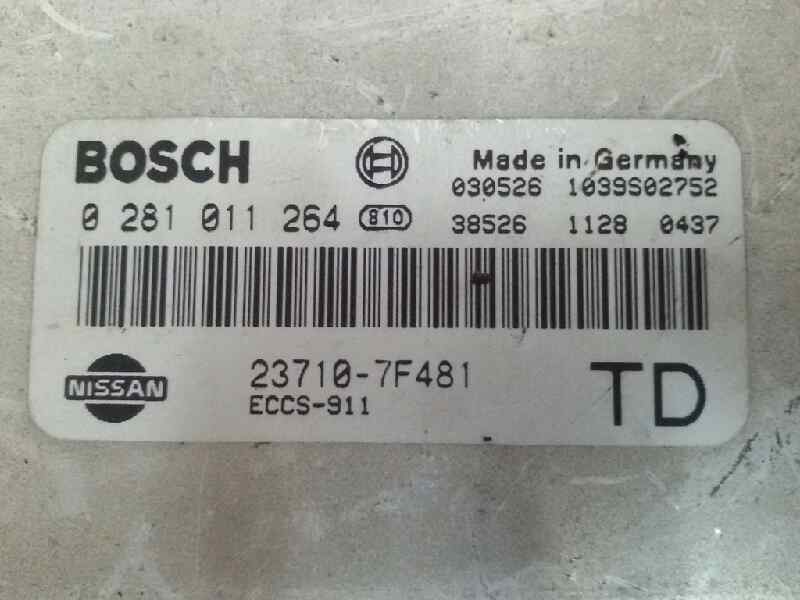 BOSCH
Made in Germany
030526 1039S02752
0 281 011 264 810
38526 1128 0437
NISSAN
23710-7F481
ECCS-911
TD